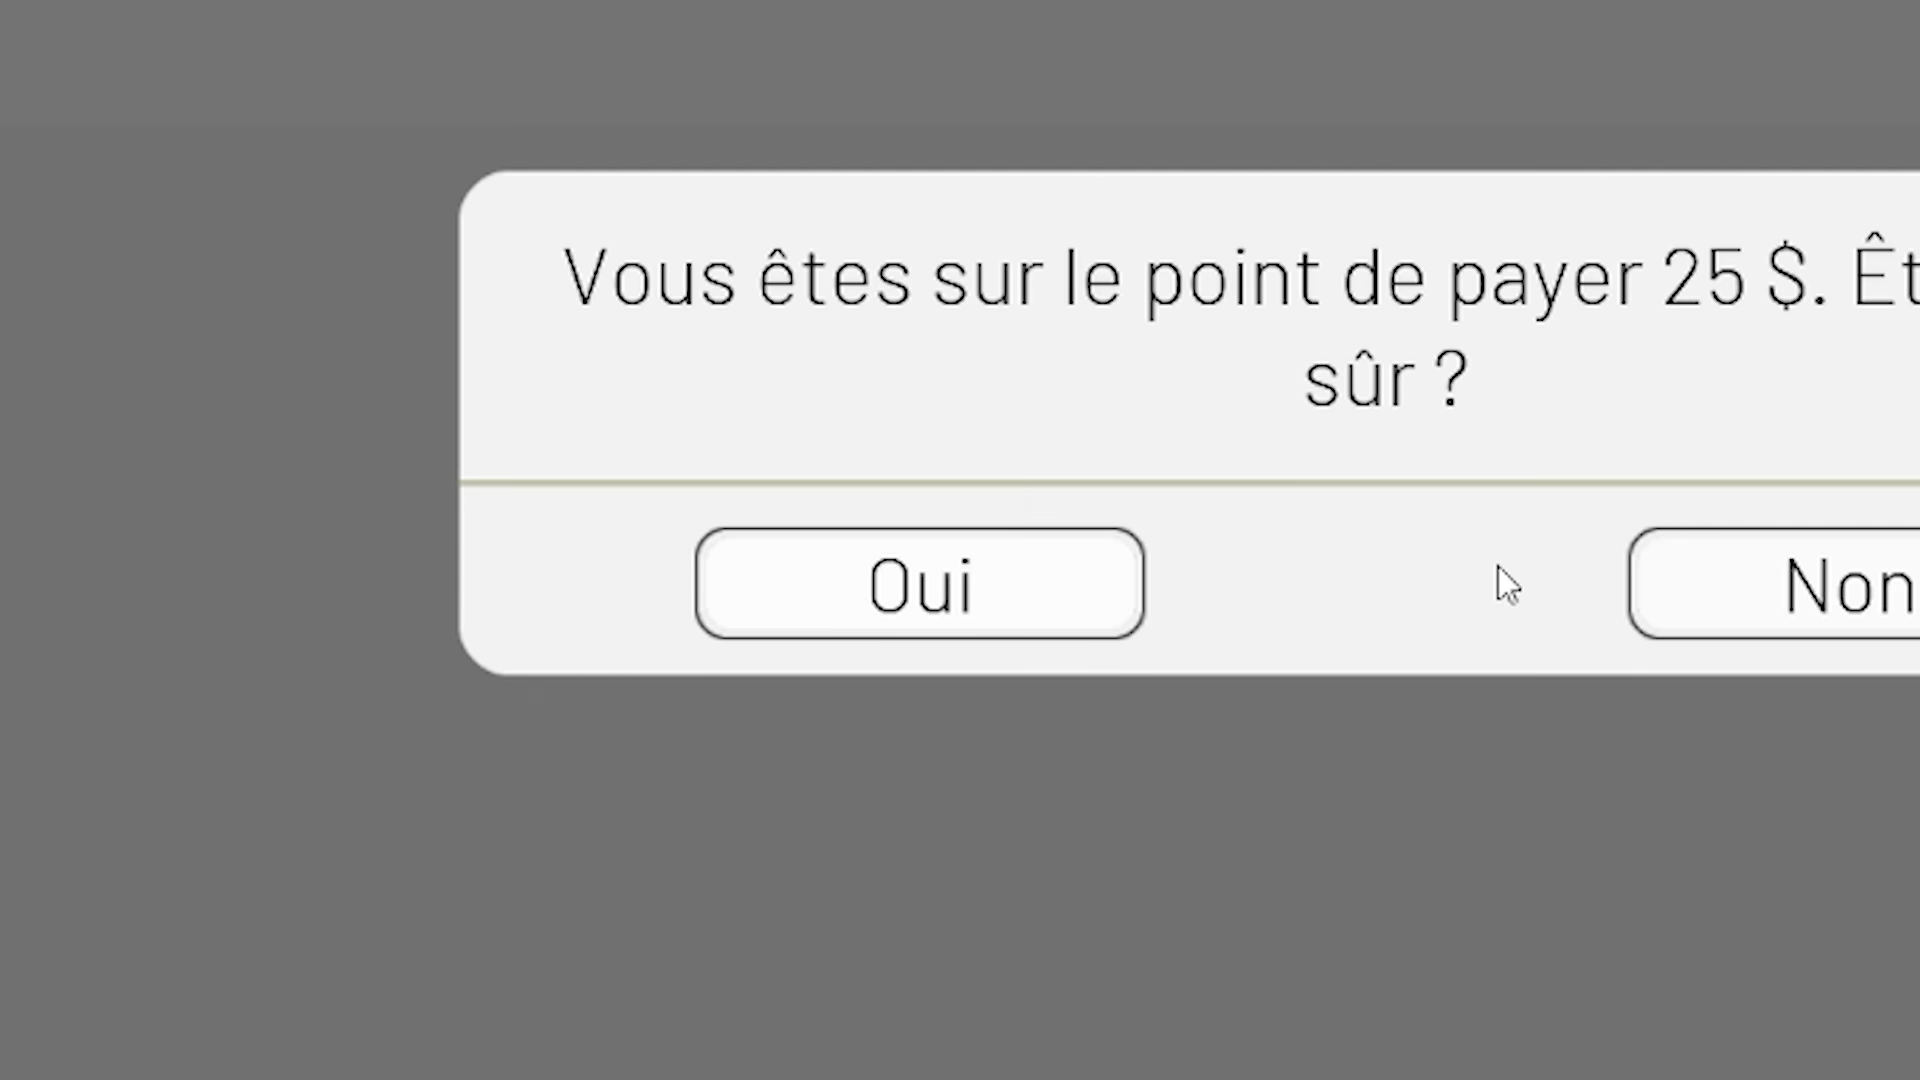 Vous êtes sur le point de payer 25 $.
sûr ?
Oui
Non